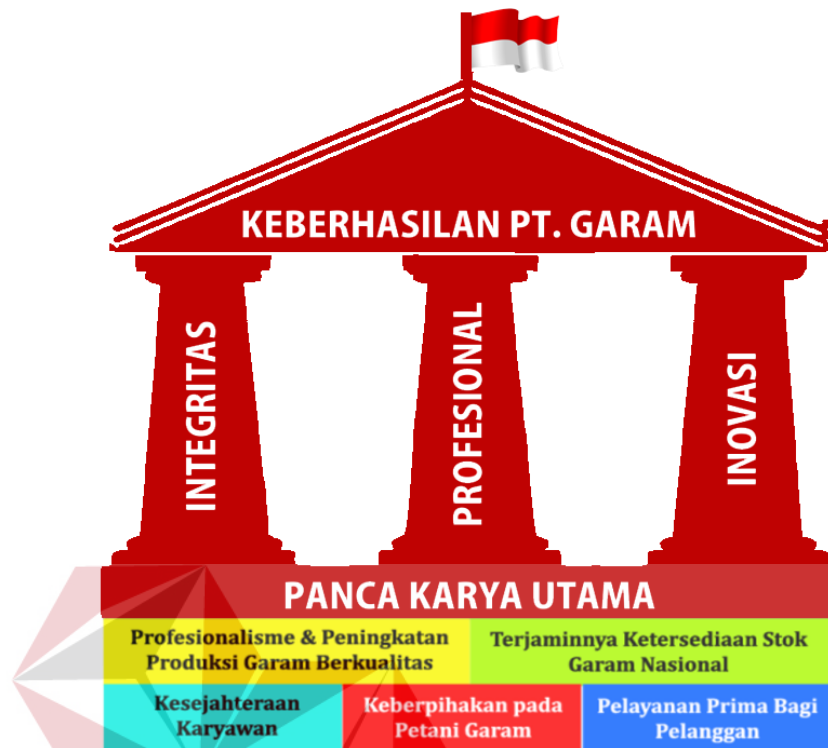 KEBERHASILAN PT. GARAM
INTEGRITAS
PROFESIONAL
INOVASI
PANCA KARYA UTAMA
Profesionalisme & Peningkatan
Produksi Garam Berkualitas
Terjaminnya Ketersediaan Stok
Garam Nasional
Kesejahteraan
Karyawan
Keberpihakan pada
Petani Garam
Pelayanan Prima Bagi
Pelanggan